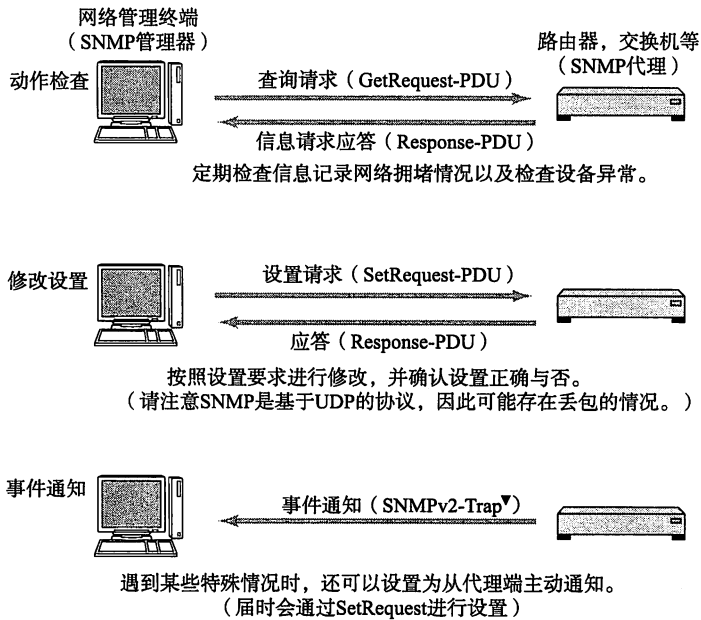 网络管理终端
（SNMP管理器）
路由器，交换机等
（SNMP代理）
动作检查
查询请求（GetRequest-PDU）
信息请求应答（Response-PDU）
定期检查信息记录网络拥堵情况以及检查设备异常。
修改设置
设置请求（SetRequest-PDU）
应答（Response-PDU）
按照设置要求进行修改，并确认设置正确与否。
（请注意SNMP是基于UDP的协议，因此可能存在丢包的情况。）
事件通知
事件通知（SNMPv2-Trap▼）
遇到某些特殊情况时，还可以设置为从代理端主动通知。
（届时会通过SetRequest进行设置）